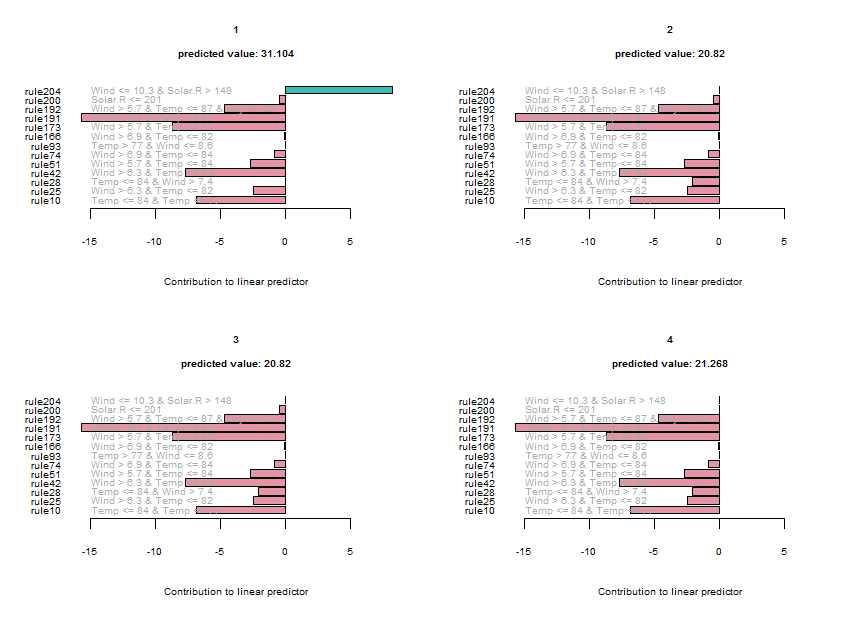 1
predicted value: 31.104
rule204 Wind <= 10.3 & Solar.R > 148
rule200 Solar.R <= 201
rule192 Wind > 5.7 & Temp <= 87 &
rule191
rule173 Wind > 5.7 & Tem
rule166 Wind > 6.9 & Temp <= 82
rule93 Temp > 77 & Wind <= 8.6
rule74 Wind > 6.9 & Temp <= 84
rule51 Wind > 5.7 & Temp <= 84
rule42 Wind > 6.3 & Temp
rule28 Temp <= 84 & Wind > 7.4
rule25 Wind > 6.3 & Temp <= 82
rule10 Temp <= 84 & Temp
-15 -10 -5 0 5
Contribution to linear predictor
2
predicted value: 20.82
rule204 Wind <= 10.3 & Solar.R > 148
rule200 Solar.R <= 201
rule192 Wind > 5.7 & Temp <= 87 &
rule191
rule173 Wind > 5.7 & Tem
rule166 Wind > 6.9 & Temp <= 82
rule93 Temp > 77 & Wind <= 8.6
rule74 Wind > 6.9 & Temp <= 84
rule51 Wind > 5.7 & Temp <= 84
rule42 Wind > 6.3 & Temp
rule28 Temp <= 84 & Wind > 7.4
rule25 Wind > 6.3 & Temp <= 82
rule10 Temp <= 84 & Temp
-15 -10 -5 0 5
Contribution to linear predictor
3
predicted value: 20.82
rule204 Wind <= 10.3 & Solar.R > 148
rule200 Solar.R <= 201
rule192 Wind > 5.7 & Temp <= 87 &
rule191
rule173 Wind > 5.7 & Tem
rule166 Wind > 6.9 & Temp <= 82
rule93 Temp > 77 & Wind <= 8.6
rule74 Wind > 6.9 & Temp <= 84
rule51 Wind > 5.7 & Temp <= 84
rule42 Wind > 6.3 & Temp
rule28 Temp <= 84 & Wind > 7.4
rule25 Wind > 6.3 & Temp <= 82
rule10 Temp <= 84 & Temp
-15 -10 -5 0 5
Contribution to linear predictor
4
predicted value: 21.268
rule204 Wind <= 10.3 & Solar.R > 148
rule200 Solar.R <= 201
rule192 Wind > 5.7 & Temp <= 87 &
rule191
rule173 Wind > 5.7 & Tem
rule166 Wind > 6.9 & Temp <= 82
rule93 Temp > 77 & Wind <= 8.6
rule74 Wind > 6.9 & Temp <= 84
rule51 Wind > 5.7 & Temp <= 84
rule42 Wind > 6.3 & Temp
rule28 Temp <= 84 & Wind > 7.4
rule25 Wind > 6.3 & Temp <= 82
rule10 Temp <= 84 & Temp
-15 -10 -5 0 5
Contribution to linear predictor